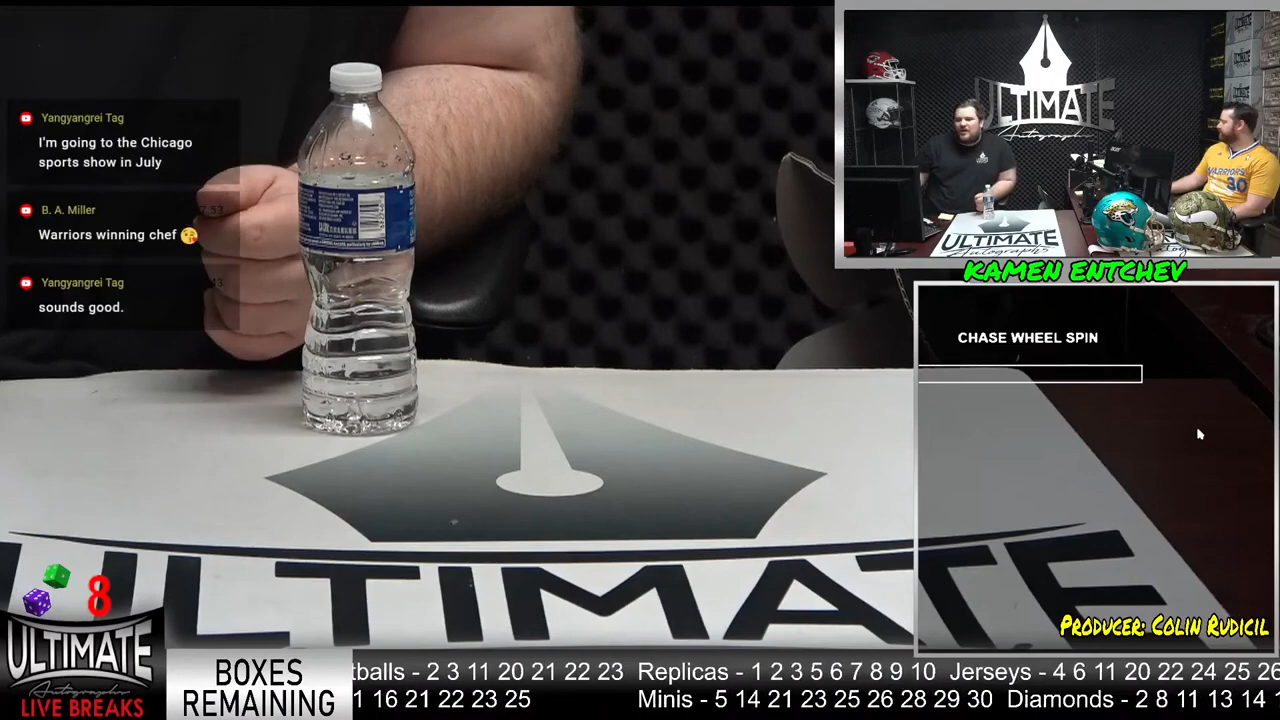 Yangyangrei Tag
I'm going to the Chicago
sports show in July
B. A. Miller
Warriors winning chef 😘
Yangyangrei Tag
sounds good.
ULTIMATE
Autographs
WARRIORS
30
ULTIMATE
Autographs
KAMEN ENTCHEV
CHASE WHEEL SPIN
ULTIMATE
PRODUCER: COLIN RUDICIL
8
ULTIMATE
Autographs
LIVE BREAKS
BOXES
REMAINING
tballs - 2 3 11 20 21 22 23 Replicas - 1 2 3 5 6 7 8 9 10 Jerseys - 4 6 11 20 22 24 25 26
1 16 21 22 23 25 Minis - 5 14 21 23 25 26 28 29 30 Diamonds - 2 8 11 13 14